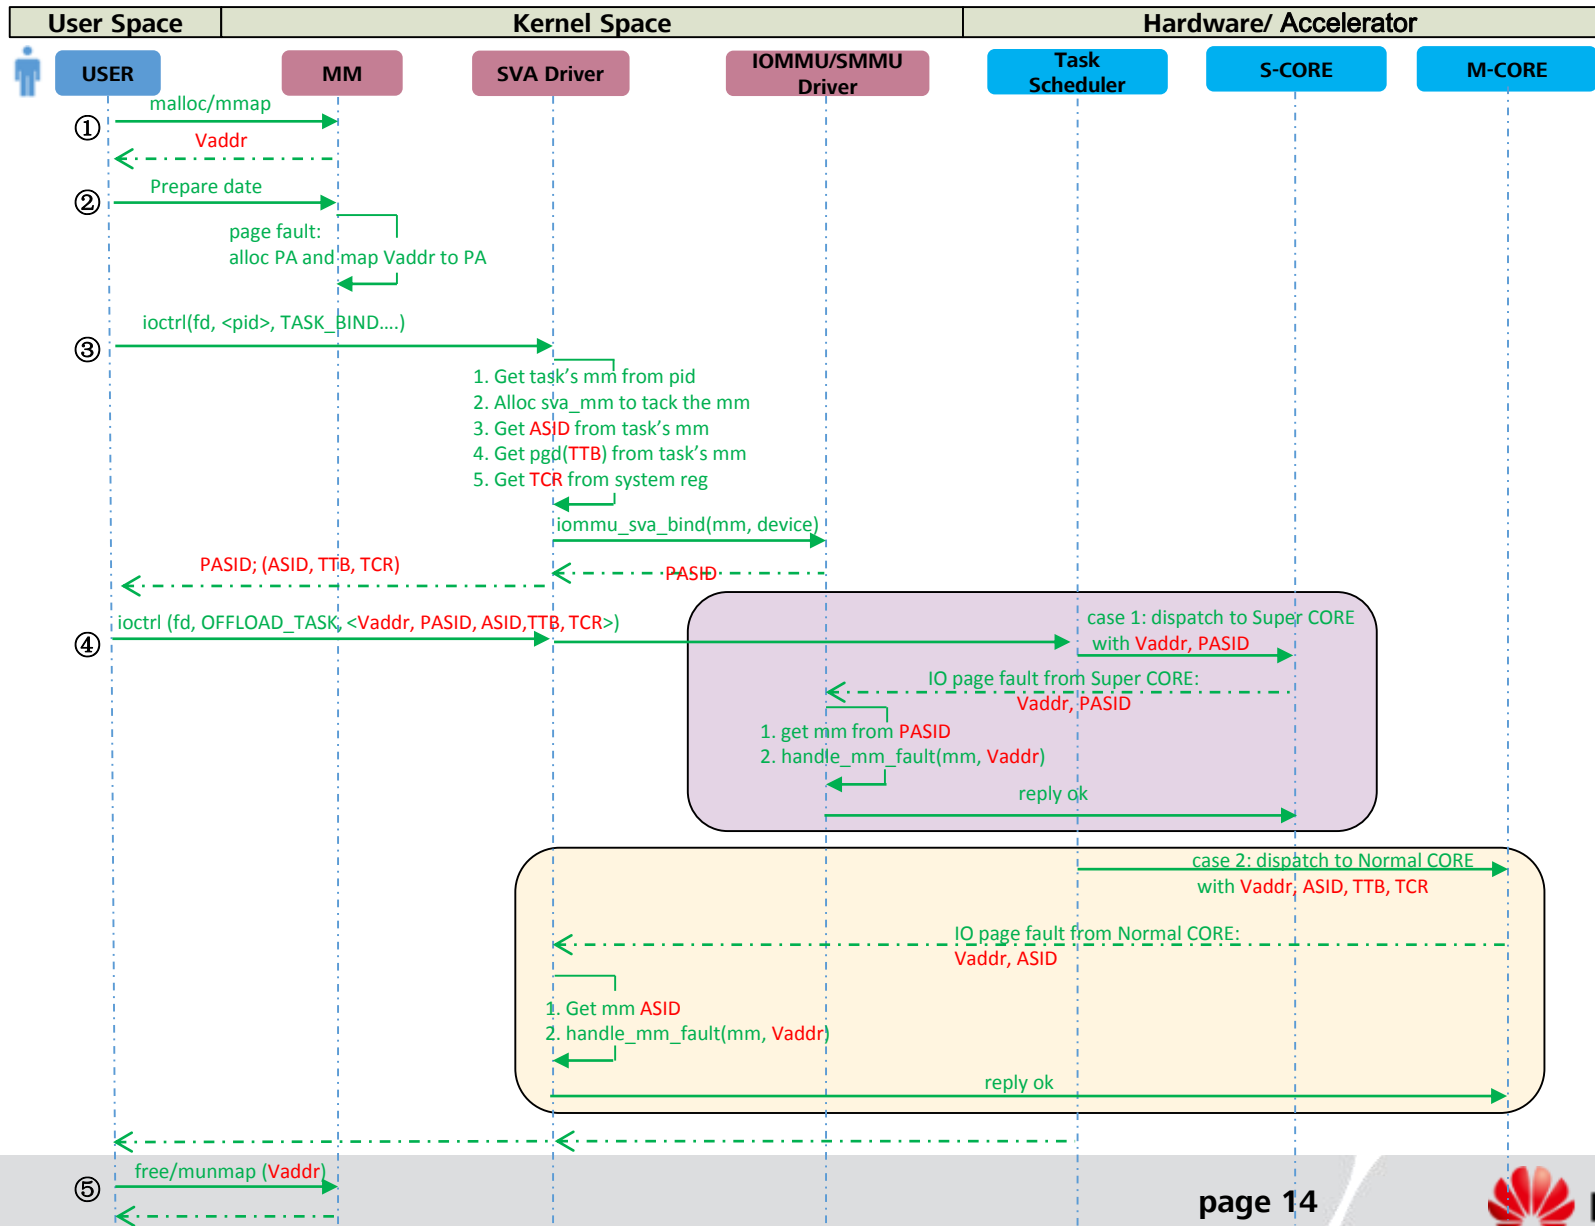 User Space
Kernel Space
Hardware/ Accelerator
USER
MM
SVA Driver
IOMMU/SMMU
Driver
Task
Scheduler
S-CORE
M-CORE
①
malloc/mmap
Vaddr
②
Prepare date
page fault:
alloc PA and map Vaddr to PA
③
ioctrl(fd, <pid>, TASK_BIND....)
1. Get task's mm from pid
2. Alloc sva_mm to tack the mm
3. Get ASID from task's mm
4. Get pgd(TTB) from task's mm
5. Get TCR from system reg
iommu_sva_bind(mm, device)
PASID; (ASID, TTB, TCR)
PASID
④
ioctrl (fd, OFFLOAD_TASK, <Vaddr, PASID, ASID,TTB, TCR>)
case 1: dispatch to Super CORE
with Vaddr, PASID
IO page fault from Super CORE:
Vaddr, PASID
1. get mm from PASID
2. handle_mm_fault(mm, Vaddr)
reply ok
case 2: dispatch to Normal CORE
with Vaddr, ASID, TTB, TCR
IO page fault from Normal CORE:
Vaddr, ASID
1. Get mm ASID
2. handle_mm_fault(mm, Vaddr)
reply ok
⑤
free/munmap (Vaddr)
page 14